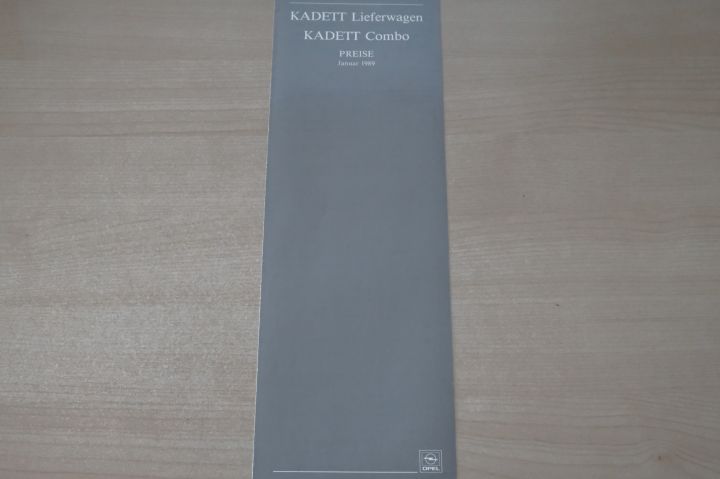 KADETT Lieferwagen
KADETT Combo
PREISE
Januar 1989
OPEL